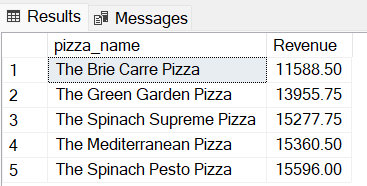 Results Messages
pizza_name Revenue
1 The Brie Carre Pizza 11588.50
2 The Green Garden Pizza 13955.75
3 The Spinach Supreme Pizza 15277.75
4 The Mediterranean Pizza 15360.50
5 The Spinach Pesto Pizza 15596.00